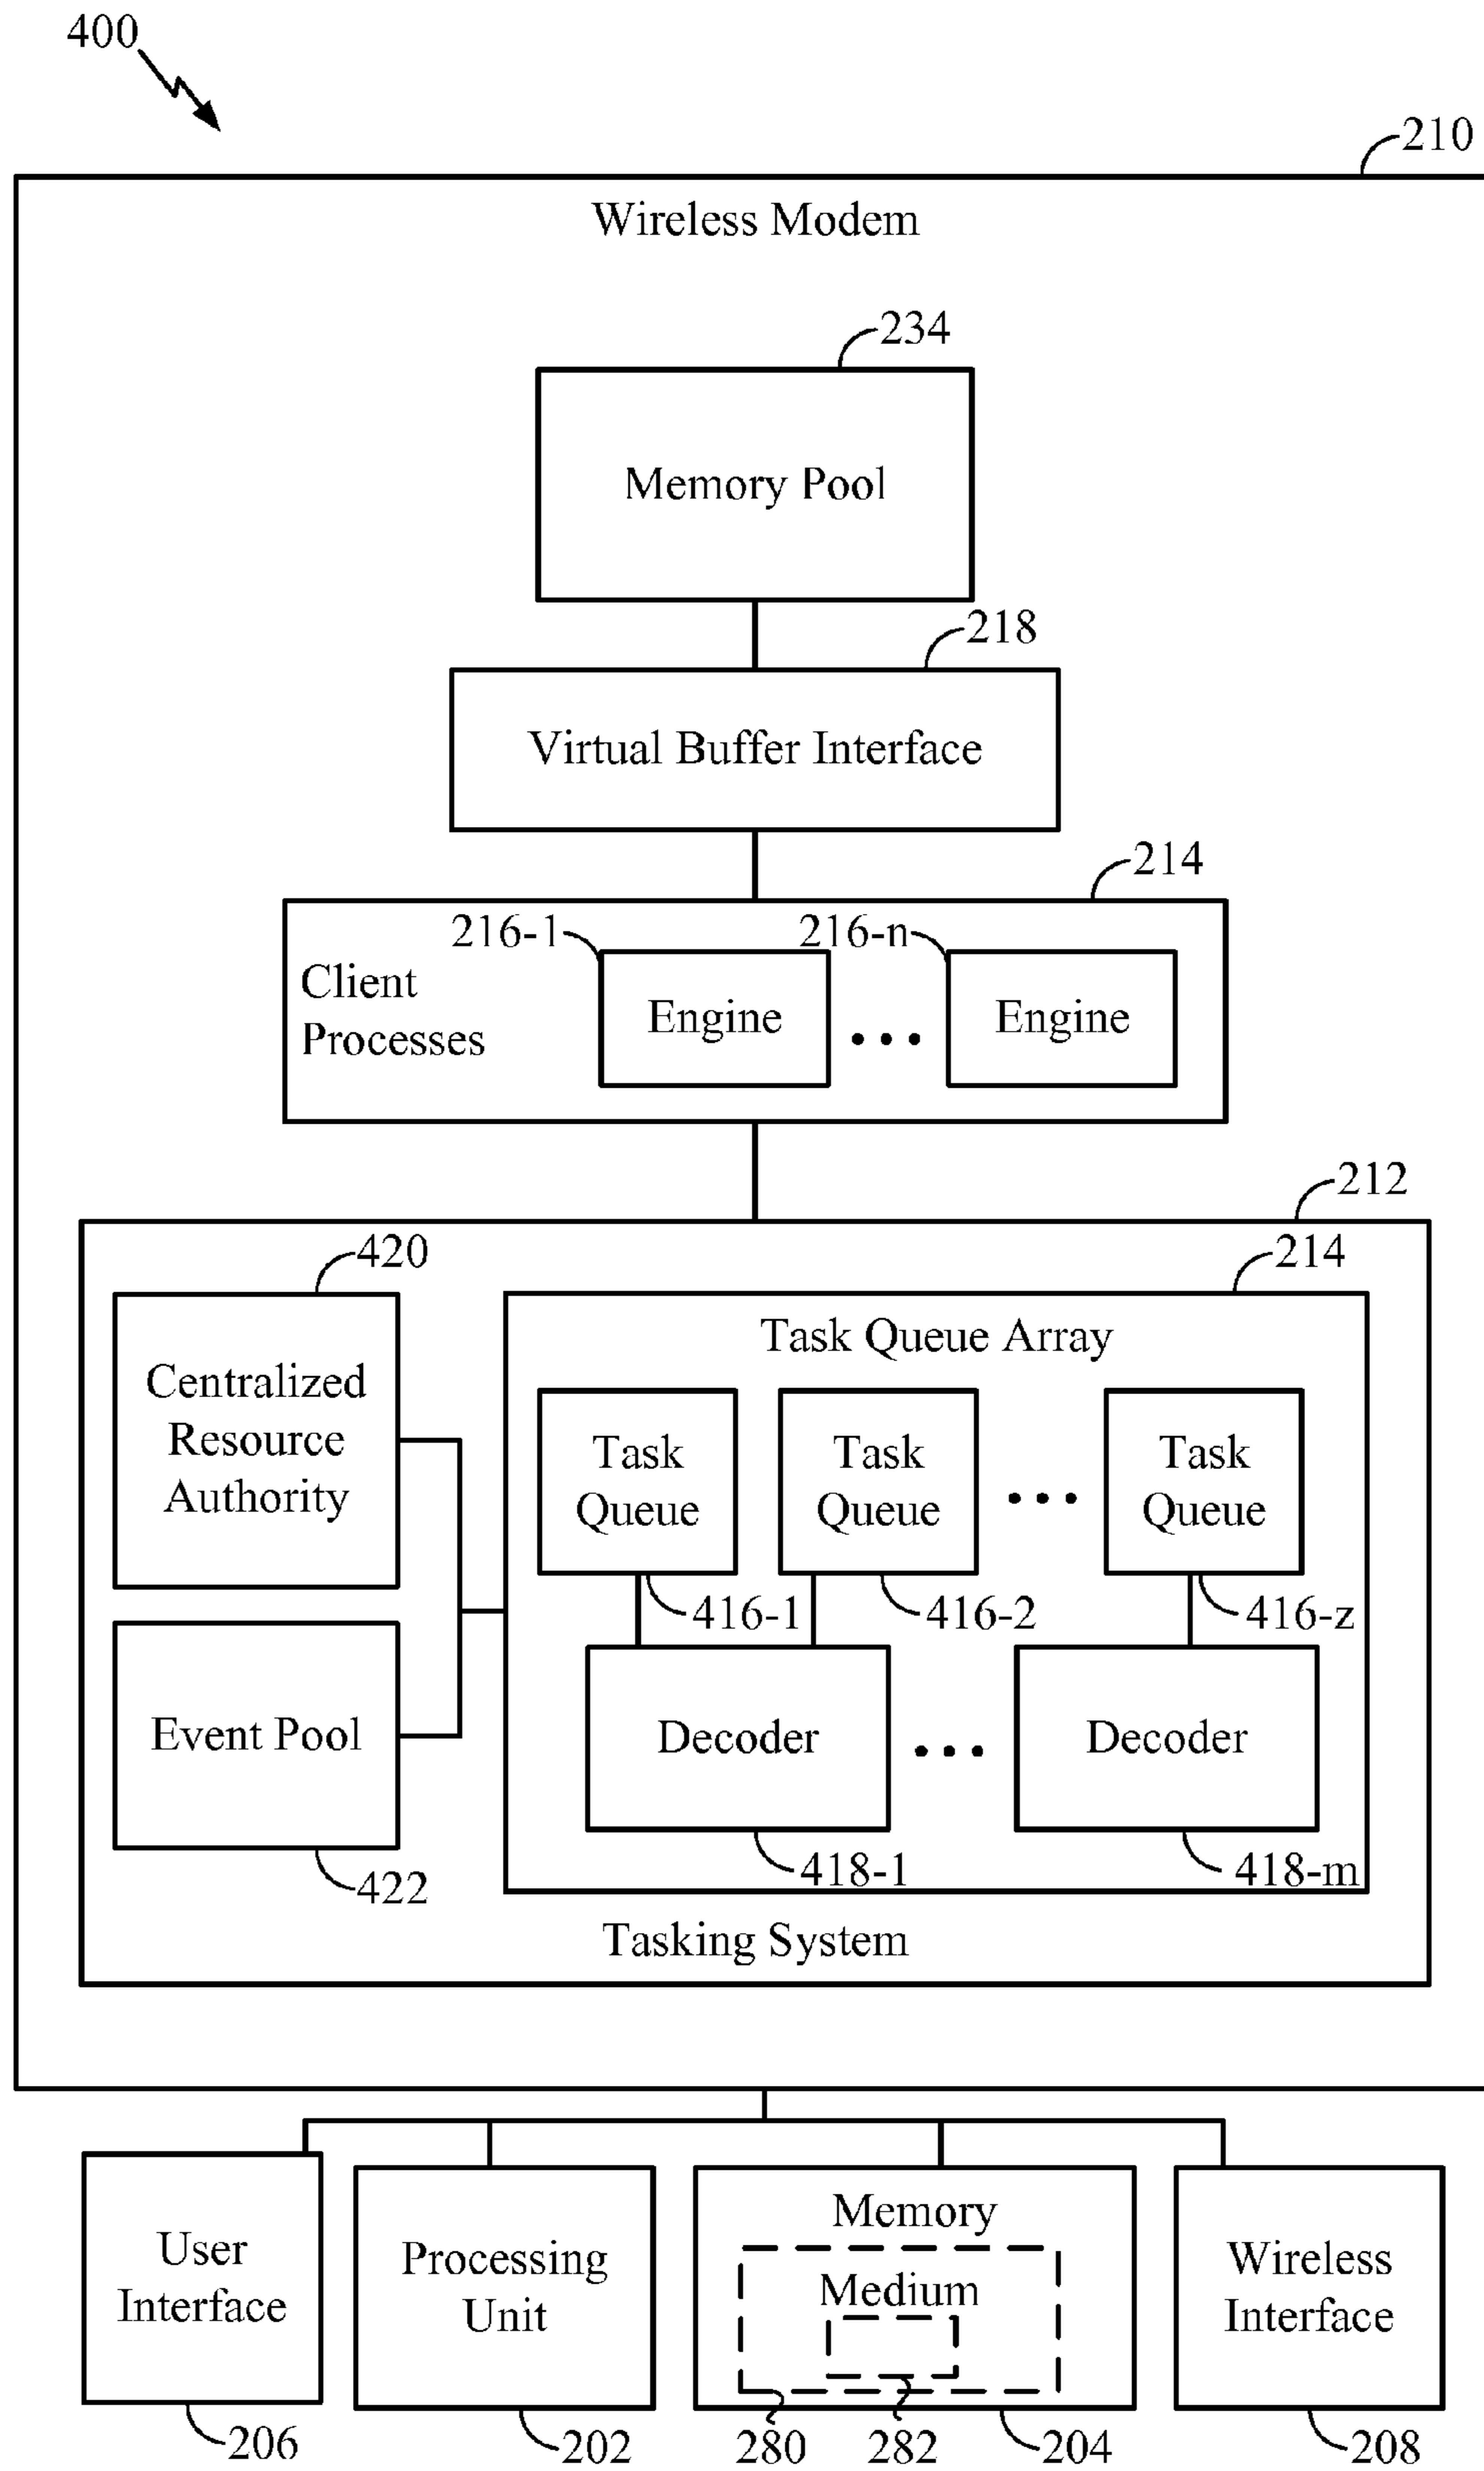 400
210
Wireless Modem
234
Memory Pool
218
Virtual Buffer Interface
214
216-1
216-n
Client
Processes
Engine
Engine
212
420
214
Centralized
Resource
Authority
Task Queue Array
Task
Queue
Task
Queue
Task
Queue
416-1
416-2
416-z
Event Pool
Decoder
Decoder
422
418-1
418-m
Tasking System
User
Interface
Processing
Unit
Memory
Medium
Wireless
Interface
206
202
280
282
204
208